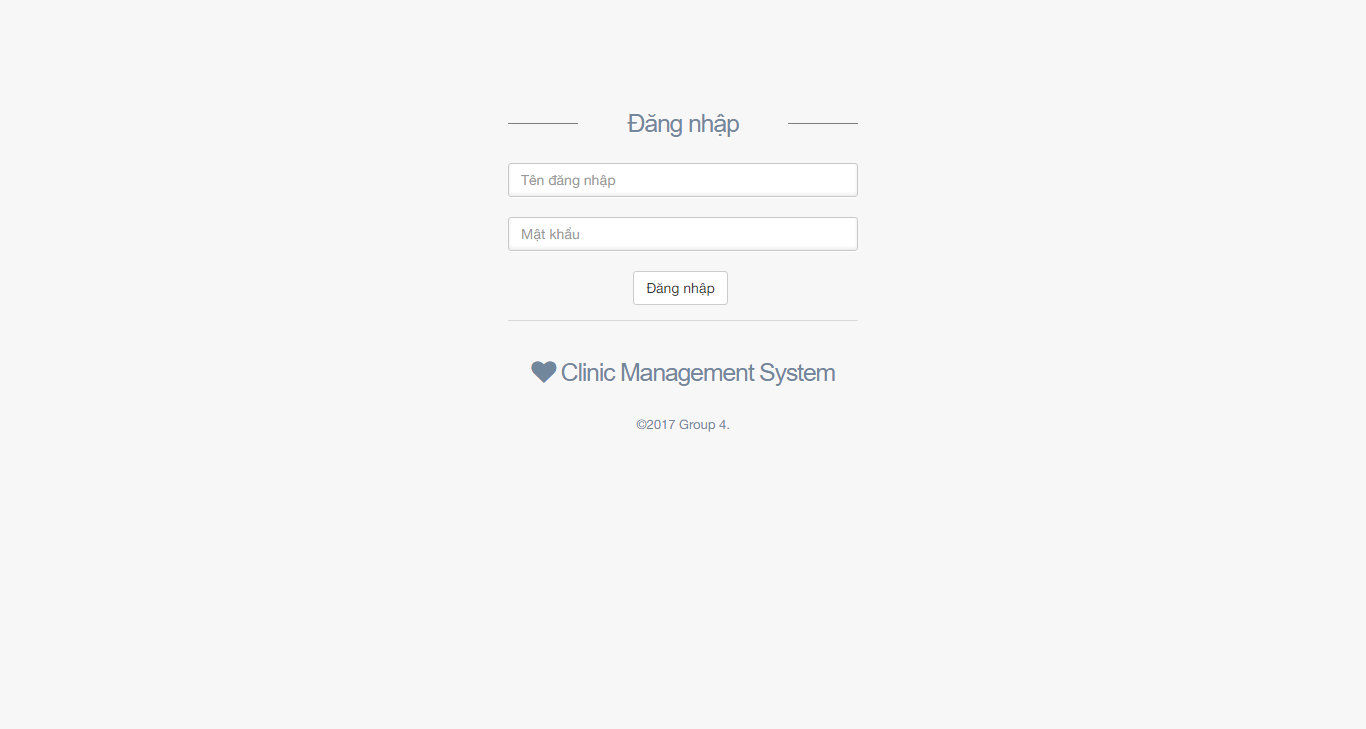 Đăng nhập
Tên đăng nhập
Mật khẩu
Đăng nhập
Clinic Management System
©2017 Group 4.